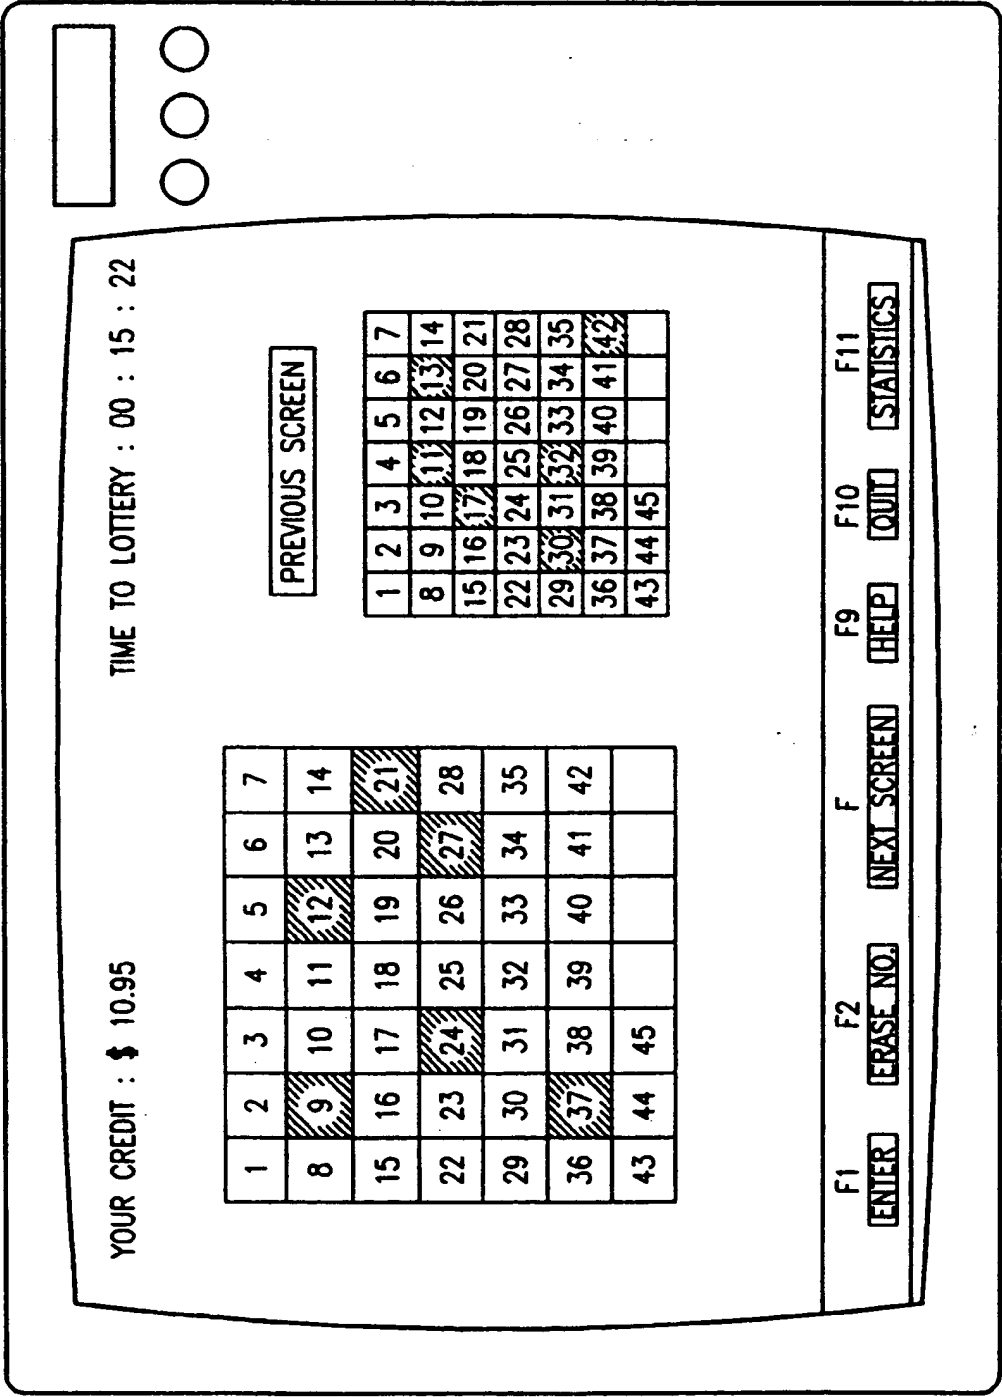 YOUR CREDIT : $ 10.95 TIME TO LOTTERY : 00 : 15 : 22
PREVIOUS SCREEN
1 2 3 4 5 6 7
8 9 10 11 12 13 14
15 16 17 18 19 20 21
22 23 24 25 26 27 28
29 30 31 32 33 34 35
36 37 38 39 40 41 42
43 44 45
1 2 3 4 5 6 7
8 9 10 11 12 13 14
15 16 17 18 19 20 21
22 23 24 25 26 27 28
29 30 31 32 33 34 35
36 37 38 39 40 41 42
43 44 45
F1 F2 F F9 F10 F11
ENTER ERASE NO. NEXT SCREEN HELP QUIT STATISTICS